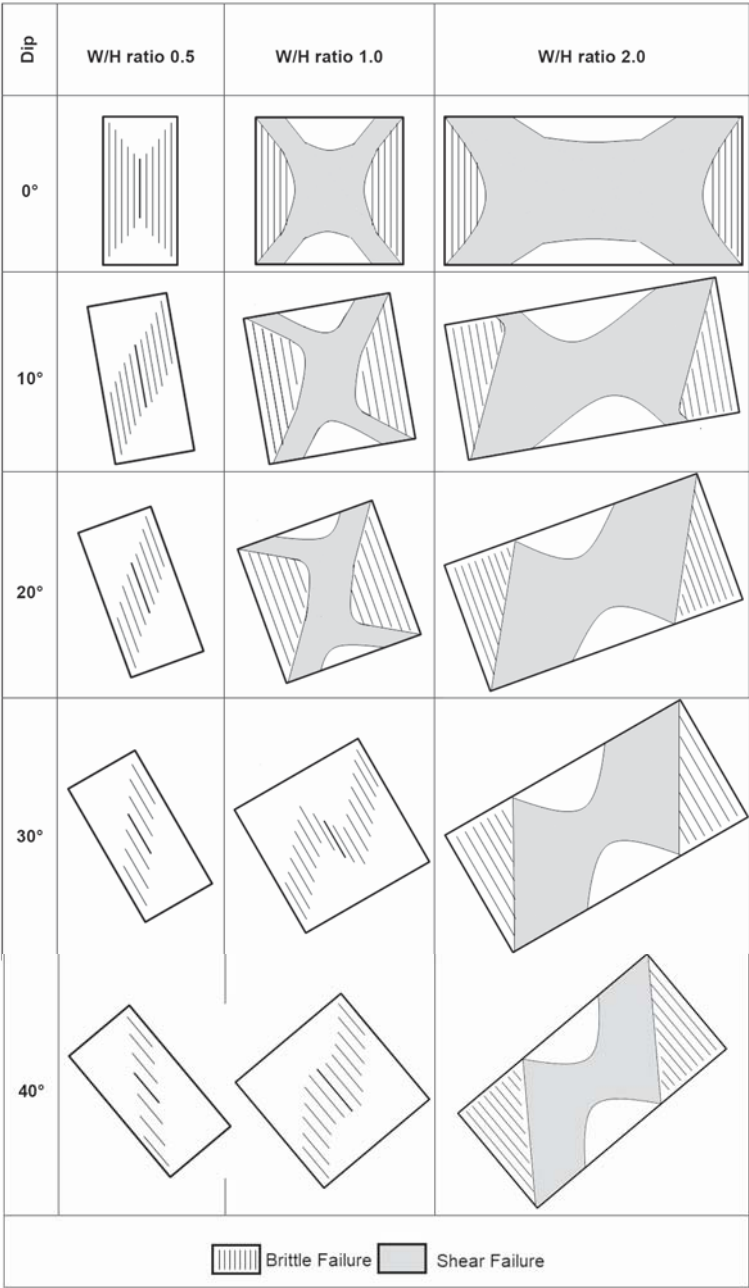 Dip
W/H ratio 0.5
W/H ratio 1.0
W/H ratio 2.0
0°
10°
20°
30°
40°
Brittle Failure
Shear Failure